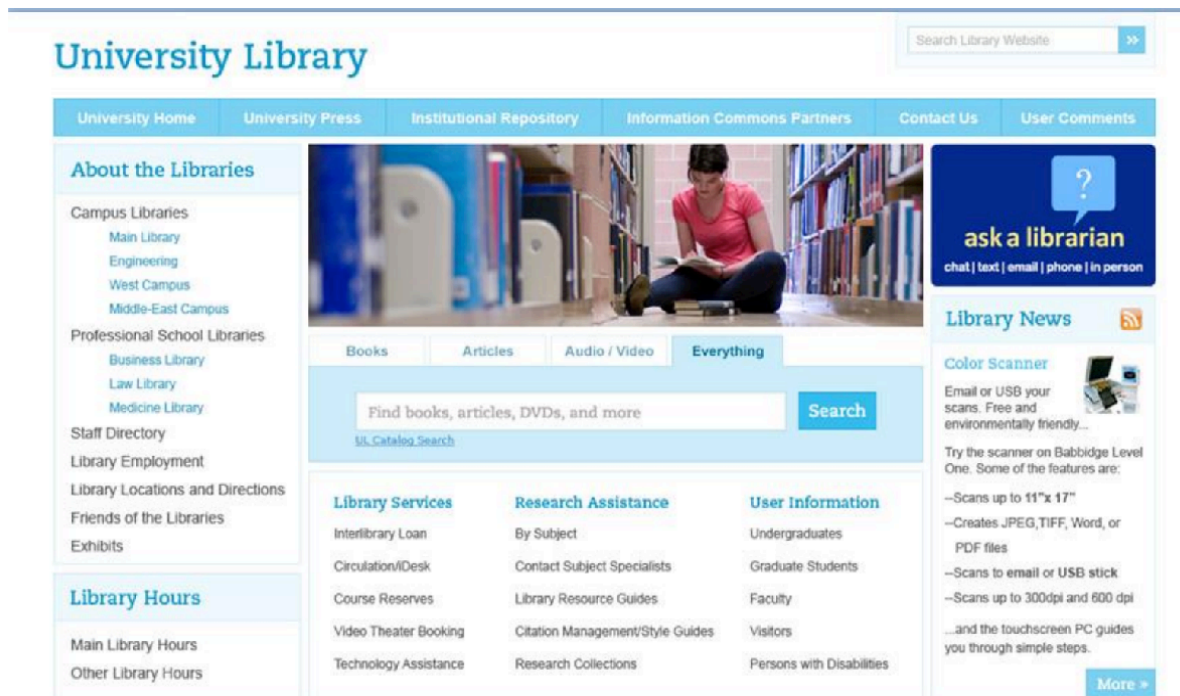 University Library
Search Library Website »
University Home University Press Institutional Repository Information Commons Partners Contact Us User Comments
About the Libraries
Campus Libraries
Main Library
Engineering
West Campus
Middle-East Campus
Professional School Libraries
Business Library
Law Library
Medicine Library
Staff Directory
Library Employment
Library Locations and Directions
Friends of the Libraries
Exhibits
Library Hours
Main Library Hours
Other Library Hours
Books Articles Audio / Video Everything
Find books, articles, DVDs, and more Search
UL Catalog Search
Library Services
Interlibrary Loan
Circulation/iDesk
Course Reserves
Video Theater Booking
Technology Assistance
Research Assistance
By Subject
Contact Subject Specialists
Library Resource Guides
Citation Management/Style Guides
Research Collections
User Information
Undergraduates
Graduate Students
Faculty
Visitors
Persons with Disabilities
?
ask a librarian
chat | text | email | phone | in person
Library News
Color Scanner
Email or USB your
scans. Free and
environmentally friendly...
Try the scanner on Babbidge Level
One. Some of the features are:
--Scans up to 11"x 17"
--Creates JPEG,TIFF, Word, or
PDF files
--Scans to email or USB stick
--Scans up to 300dpi and 600 dpi
...and the touchscreen PC guides
you through simple steps.
More »